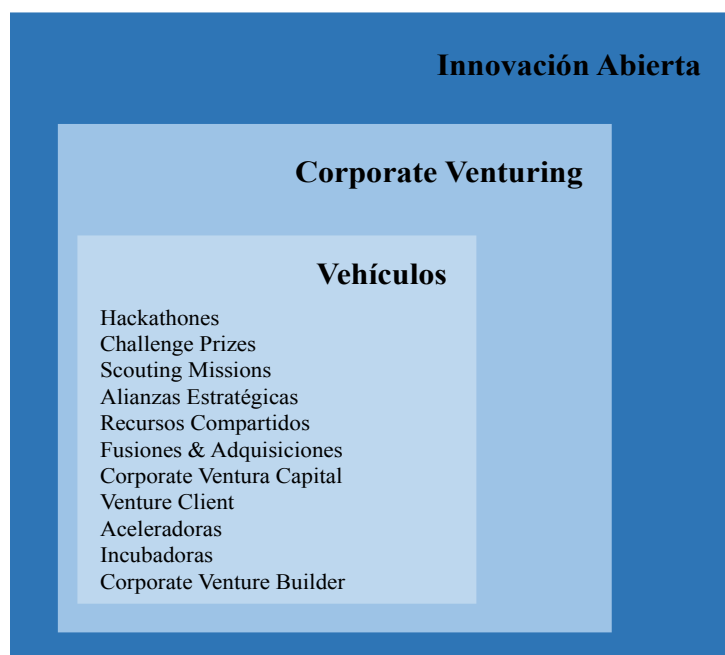 Innovación Abierta
Corporate Venturing
Vehículos
Hackathones
Challenge Prizes
Scouting Missions
Alianzas Estratégicas
Recursos Compartidos
Fusiones & Adquisiciones
Corporate Ventura Capital
Venture Client
Aceleradoras
Incubadoras
Corporate Venture Builder